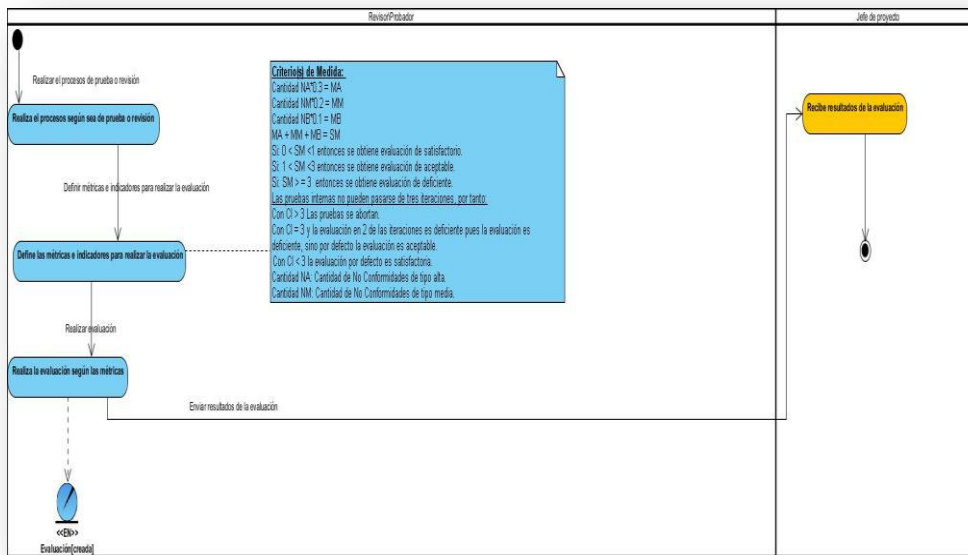 Revisor\Probador
Jefe de proyecto
Realizar el procesos de prueba o revisión
Realiza el procesos según sea de prueba o revisión
Definir métricas e indicadores para realizar la evaluación
Define las métricas e indicadores para realizar la evaluación
Realizar evaluación
Realiza la evaluación según las métricas
Enviar resultados de la evaluación
<<EN>>
Evaluación[creada]
Criterio(s) de Medida:
Cantidad NA*0.3 = MA
Cantidad NM*0.2 = MM
Cantidad NB*0.1 = MB
MA + MM + MB = SM
Si: 0 < SM <1 entonces se obtiene evaluación de satisfactorio.
Si: 1 < SM <3 entonces se obtiene evaluación de aceptable.
Si: SM > = 3 entonces se obtiene evaluación de deficiente.
Las pruebas internas no pueden pasarse de tres iteraciones, por tanto:
Con CI > 3 Las pruebas se abortan.
Con CI = 3 y la evaluación en 2 de las iteraciones es deficiente pues la evaluación es
deficiente, sino por defecto la evaluación es aceptable.
Con CI < 3 la evaluación por defecto es satisfactoria.
Cantidad NA: Cantidad de No Conformidades de tipo alta.
Cantidad NM: Cantidad de No Conformidades de tipo media.
Recibe resultados de la evaluación